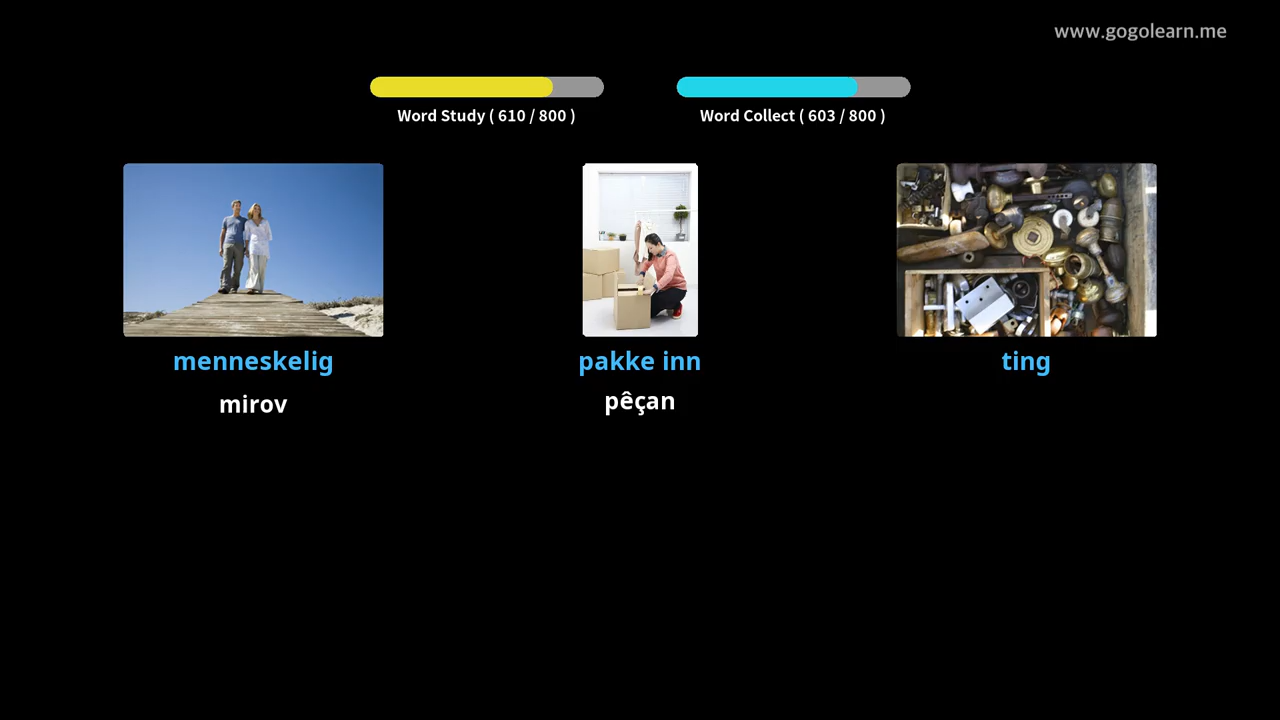 www.gogolearn.me
Word Study ( 610 / 800 )
Word Collect ( 603 / 800 )
menneskelig
pakke inn
ting
mirov
pêçan